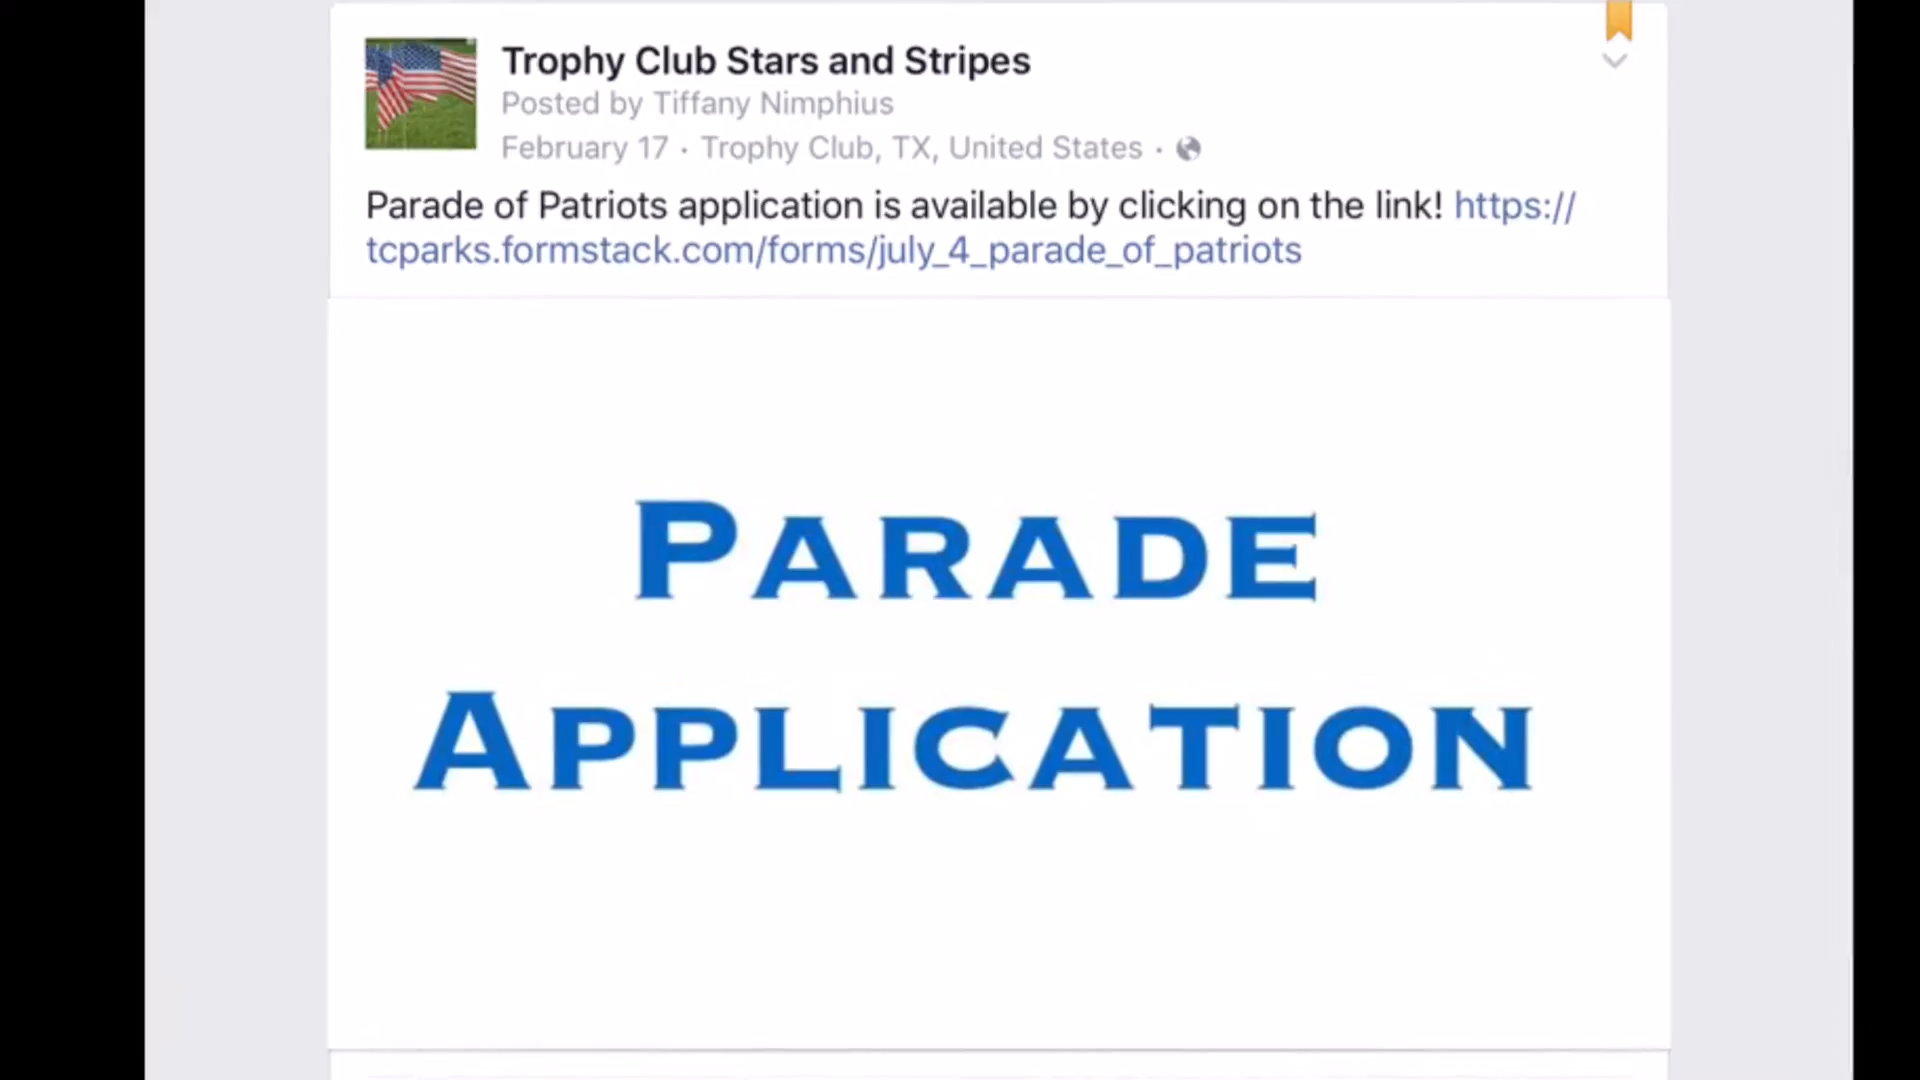 Trophy Club Stars and Stripes
Posted by Tiffany Nimphius
February 17 · Trophy Club, TX, United States ·
Parade of Patriots application is available by clicking on the link! https://
tcparks.formstack.com/forms/july_4_parade_of_patriots
PARADE
APPLICATION